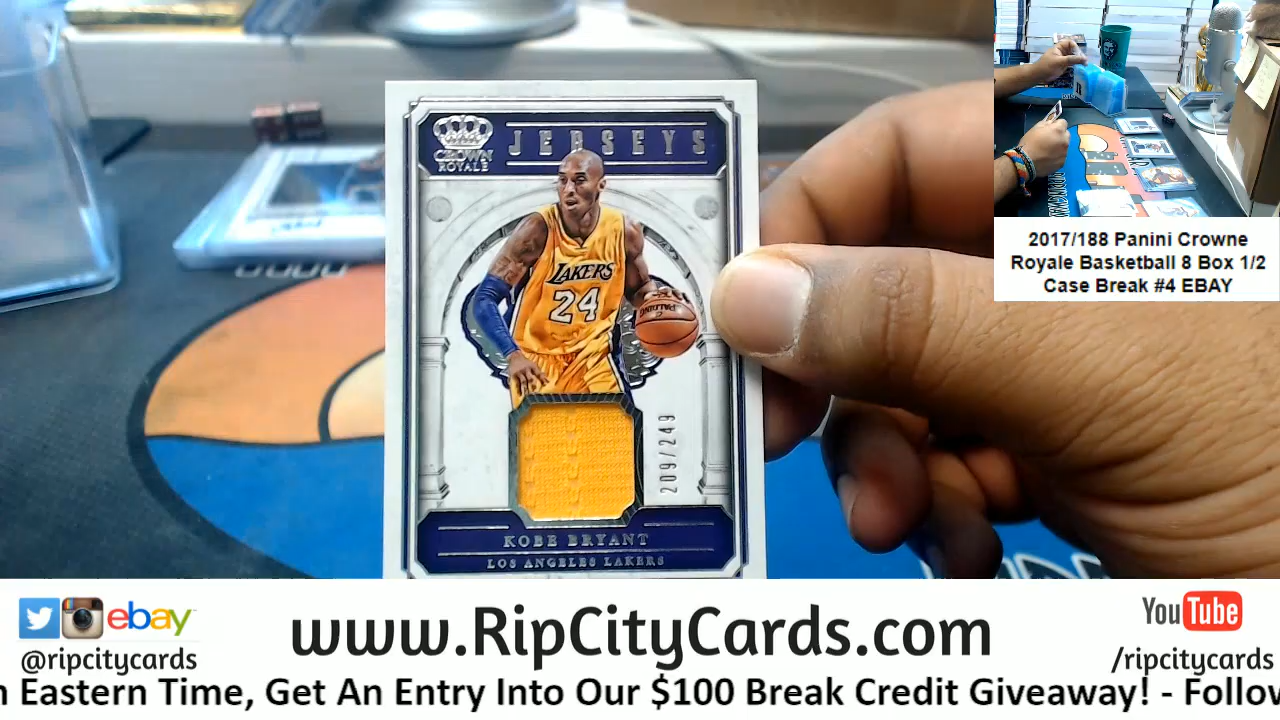 CROWN
ROYALE
JERSEYS
LAKERS
24
SPALDING
209/249
KOBE BRYANT
LOS ANGELES LAKERS
2017/188 Panini Crowne
Royale Basketball 8 Box 1/2
Case Break #4 EBAY
ebay
@ripcitycards
www.RipCityCards.com
YouTube
/ripcitycards
n Eastern Time, Get An Entry Into Our $100 Break Credit Giveaway! - Follow